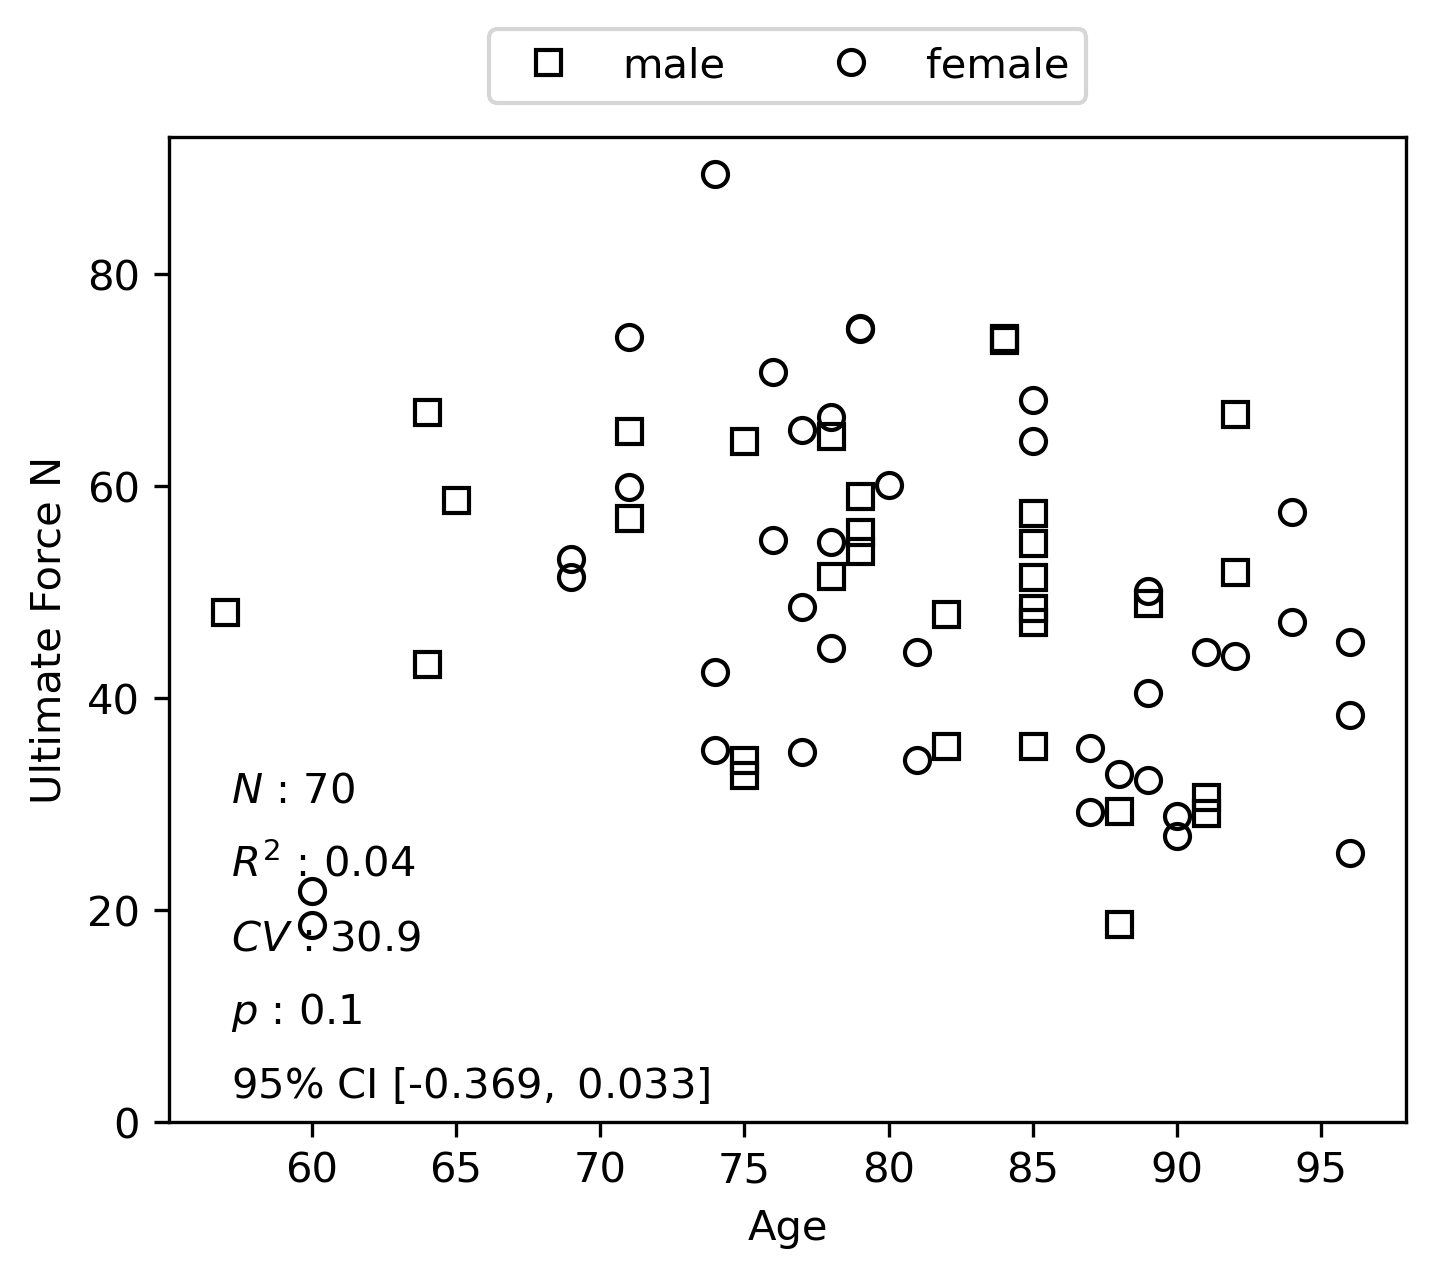 male female
80
60
40
20
0
Ultimate Force N
N : 70
R² : 0.04
CV : 30.9
p : 0.1
95% CI [-0.369, 0.033]
60 65 70 75 80 85 90 95
Age